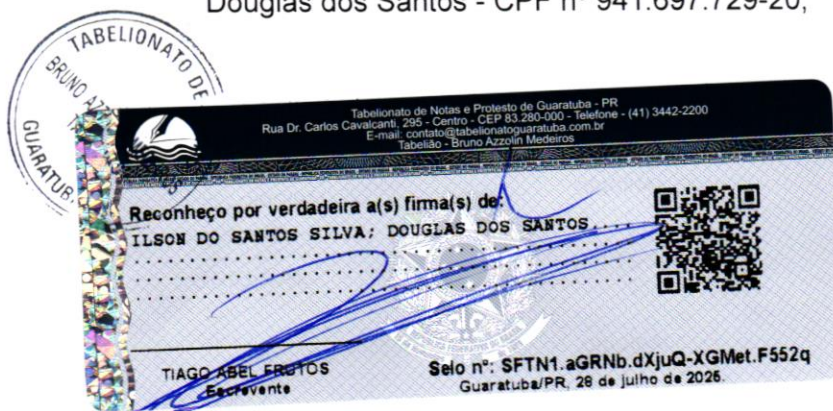 Douglas dos Santos - CPF nº 941.697.729-20,
TABELIONATO DE
BRUNO
GUARATUB
Tabelionato de Notas e Protesto de Guaratuba - PR
Rua Dr. Carlos Cavalcanti, 295 - Centro - CEP 83.280-000 - Telefone - (41) 3442-2200
E-mail: contato@tabelionatoguaratuba.com.br
Tabelião - Bruno Azzolin Medeiros
Reconheço por verdadeira a(s) firma(s) de:
ILSON DO SANTOS SILVA; DOUGLAS DOS SANTOS
TIAGO ABEL FRUTOS
Escrevente
Selo nº: SFTN1.aGRNb.dXjuQ-XGMet.F552q
Guaratuba/PR, 28 de julho de 2025.